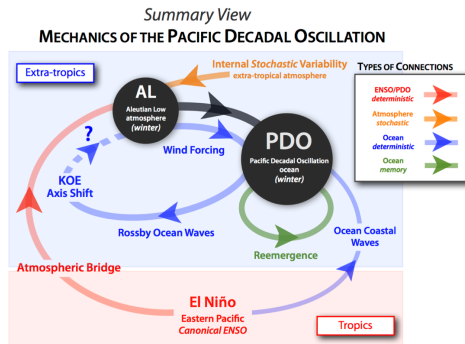 Summary View
MECHANICS OF THE PACIFIC DECADAL OSCILLATION
Extra-tropics
AL
Aleutian Low
atmosphere
(winter)
Internal Stochastic Variability
extra-tropical atmosphere
TYPES OF CONNECTIONS
ENSO/PDO
deterministic
Atmosphere
stochastic
Ocean
deterministic
Ocean
memory
?
Wind Forcing
PDO
Pacific Decadal Oscillation
ocean
(winter)
KOE
Axis Shift
Rossby Ocean Waves
Ocean Coastal
Waves
Reemergence
Atmospheric Bridge
El Niño
Eastern Pacific
Canonical ENSO
Tropics